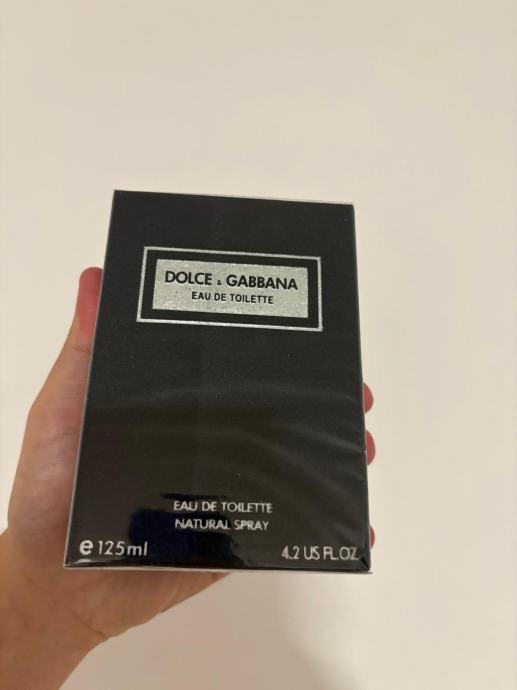 DOLCE & GABBANA
EAU DE TOILETTE
EAU DE TOILETTE
NATURAL SPRAY
e 125ml
4.2 US FL.OZ.